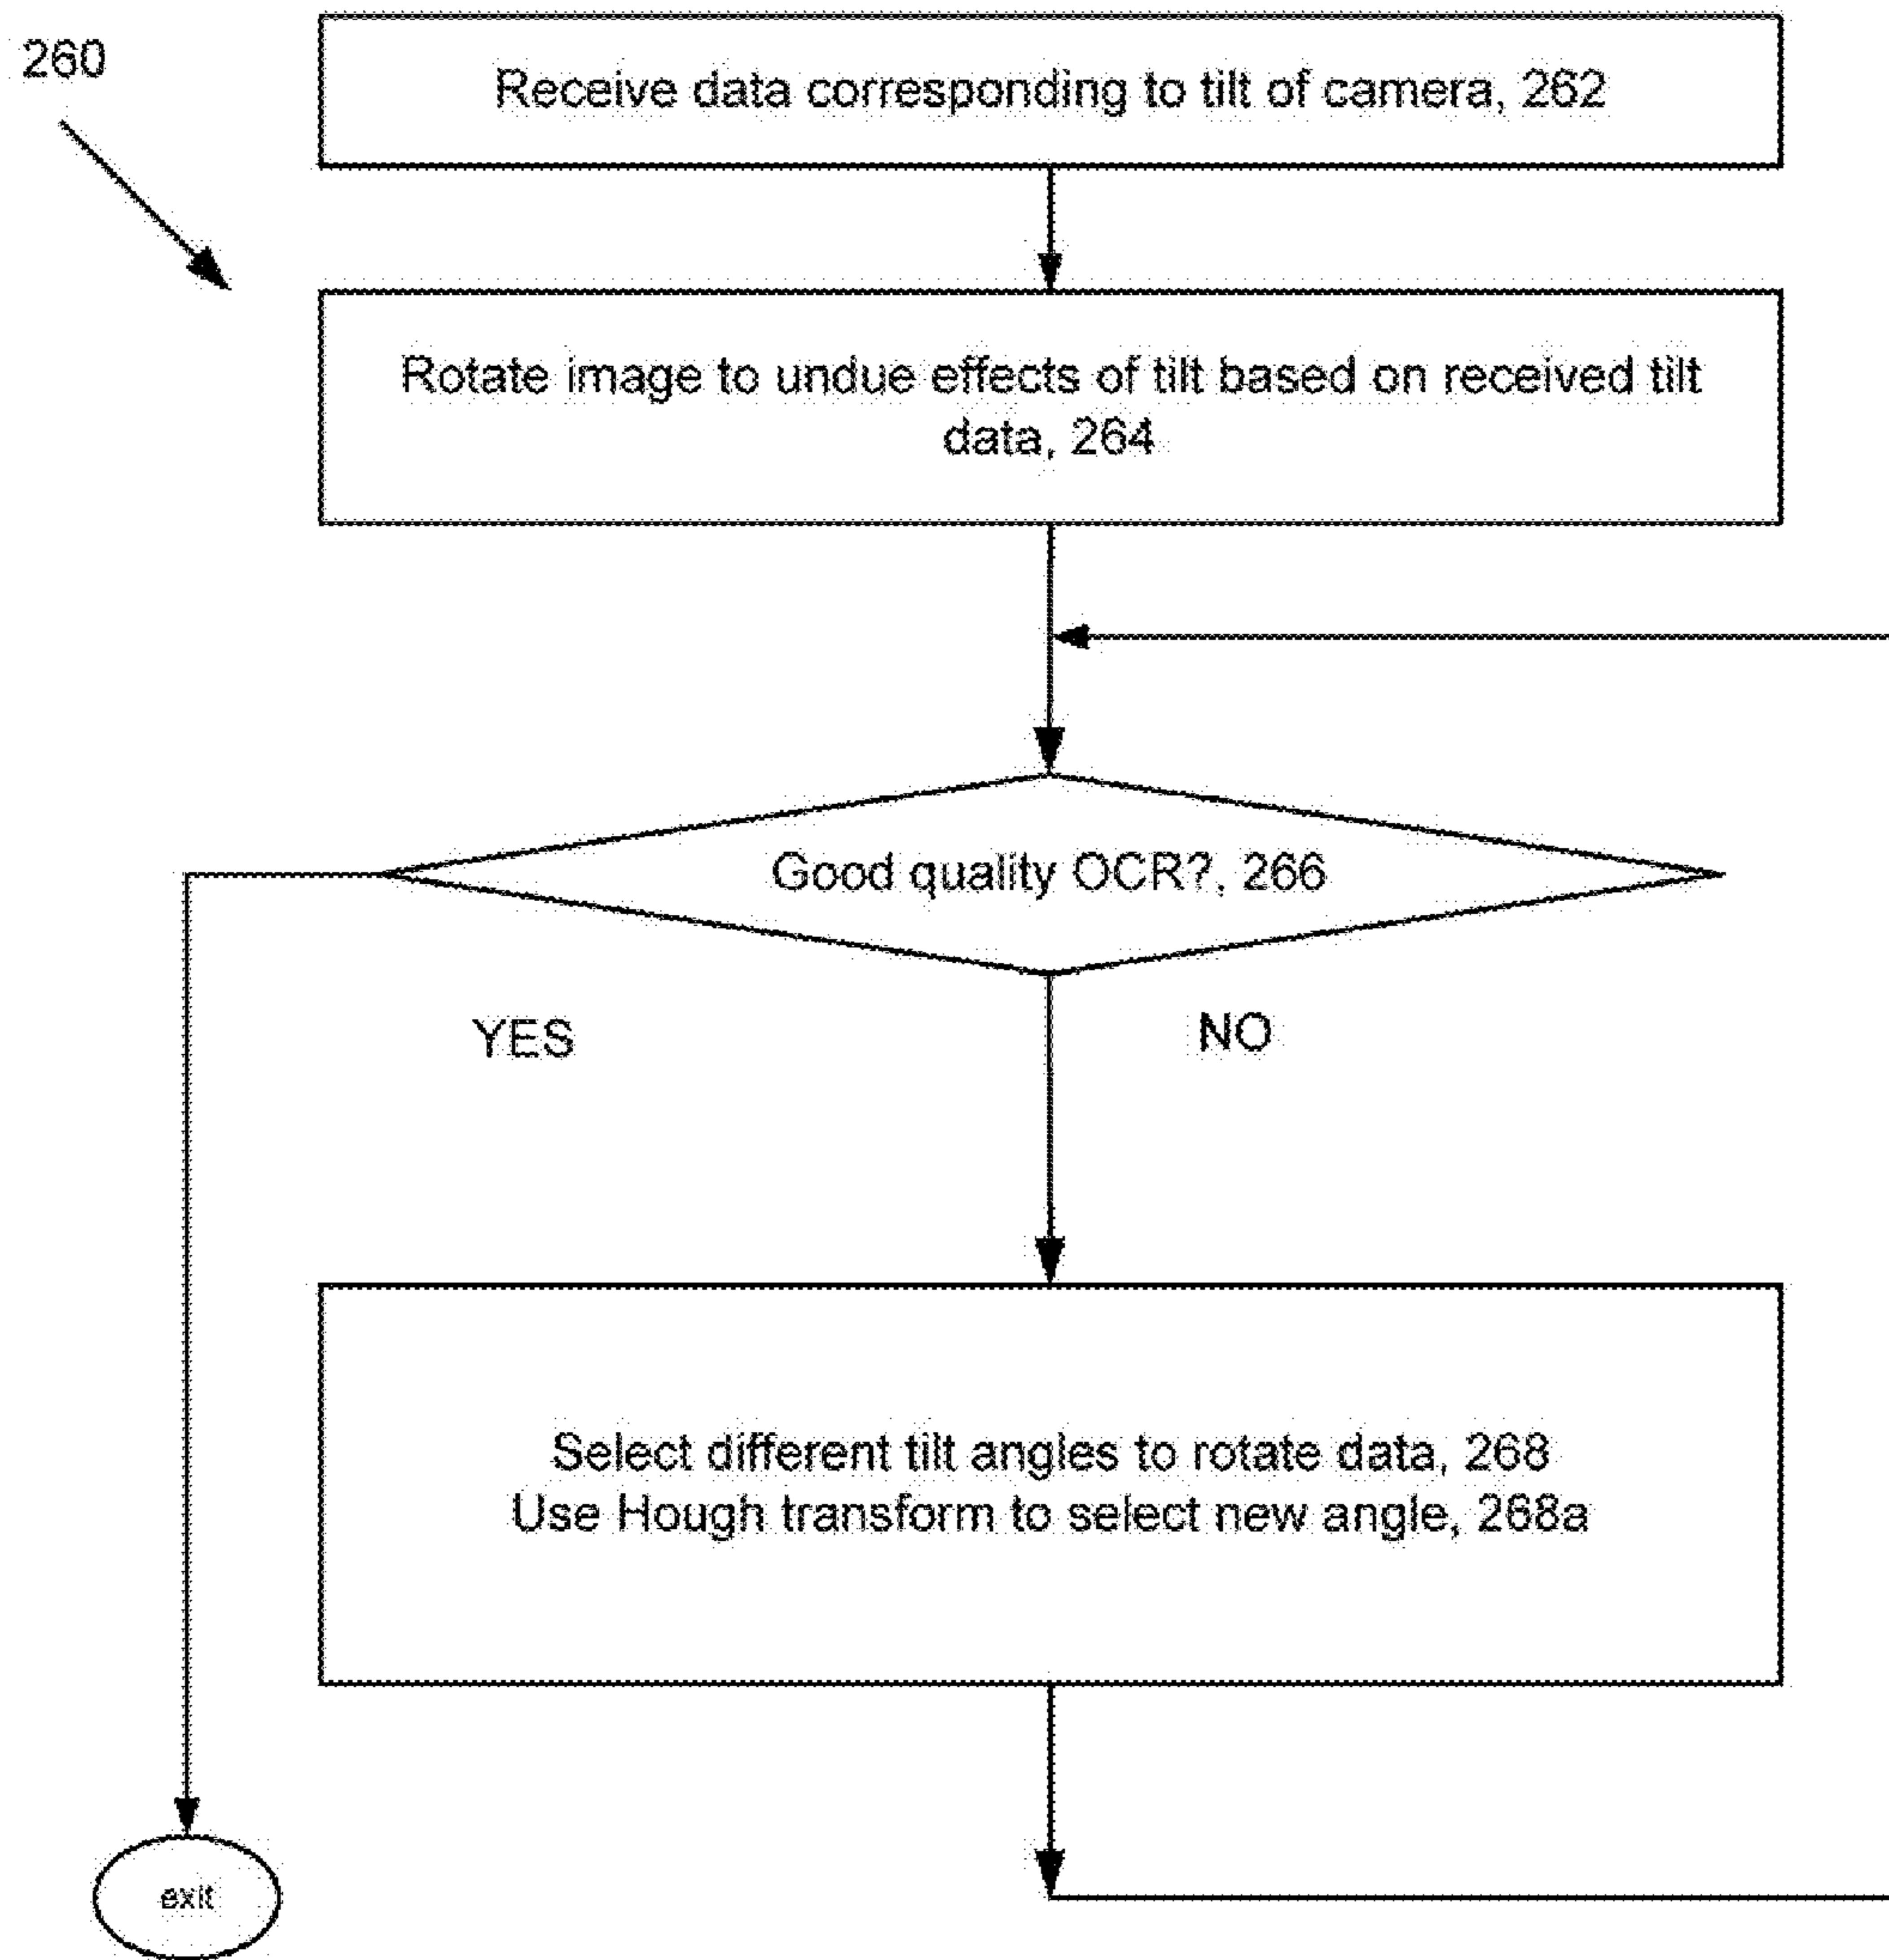 260
Receive data corresponding to tilt of camera, 262
Rotate image to undue effects of tilt based on received tilt
data, 264
Good quality OCR?, 266
YES
NO
Select different tilt angles to rotate data, 268
Use Hough transform to select new angle, 268a
exit